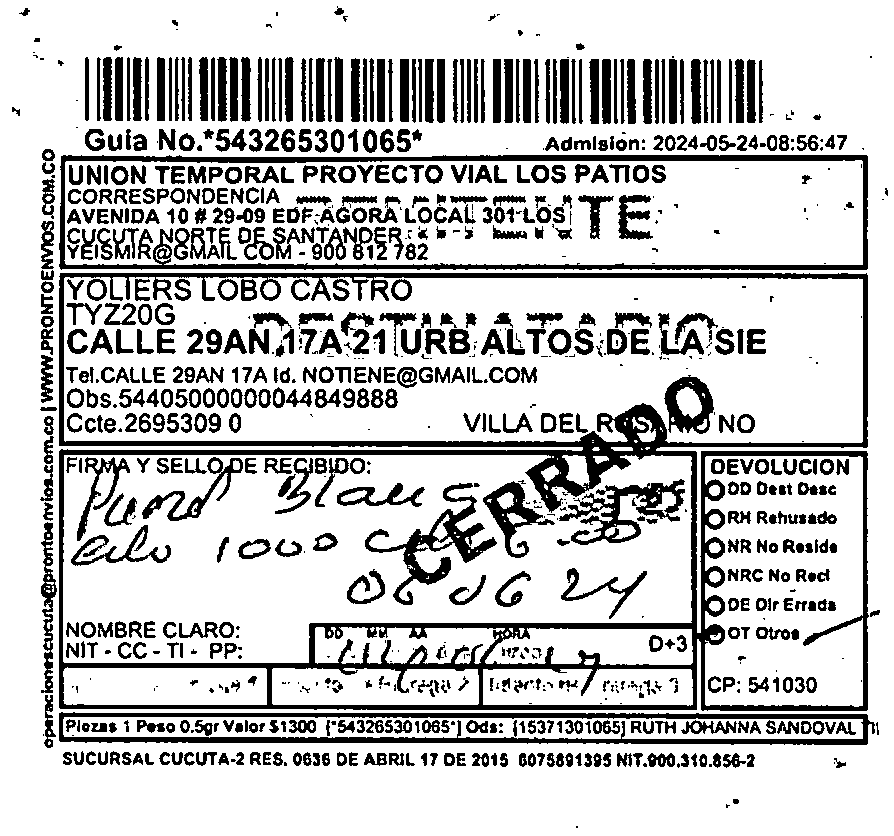 Guia No.*543265301065*
Admision: 2024-05-24-08:56:47
UNION TEMPORAL PROYECTO VIAL LOS PATIOS
CORRESPONDENCIA
AVENIDA 10 # 29-09 EDF.AGORA LOCAL 301 LOS
CUCUTA NORTE DE SANTANDER
YEISMIR@GMAIL COM - 900 812 782
YOLIERS LOBO CASTRO
TYZ20G
DESTINATARIO
CALLE 29AN 17A 21 URB ALTOS DE LA SIE
Tel.CALLE 29AN 17A Id. NOTIENE@GMAIL.COM
Obs.54405000000044849888
Ccte.2695309 0
VILLA DEL ROSARIO NO
CERRADO
FIRMA Y SELLO DE RECIBIDO:
1000
06 06 24
NOMBRE CLARO:
NIT - CC - TI - PP:
DD MM AA HORA
D+3
DEVOLUCION
DD Dest Desc
RH Rehusado
NR No Reside
NRC No Recl
DE Dir Errada
OT Otros
CP: 541030
Piezas 1 Peso 0.5gr Valor $1300 {*543265301065*} Ods: {15371301065} RUTH JOHANNA SANDOVAL
SUCURSAL CUCUTA-2 RES. 0636 DE ABRIL 17 DE 2015 6075891395 NIT.900.310.856-2
operacionescucuta@prontoenvios.com.co | WWW.PRONTOENVIOS.COM.CO